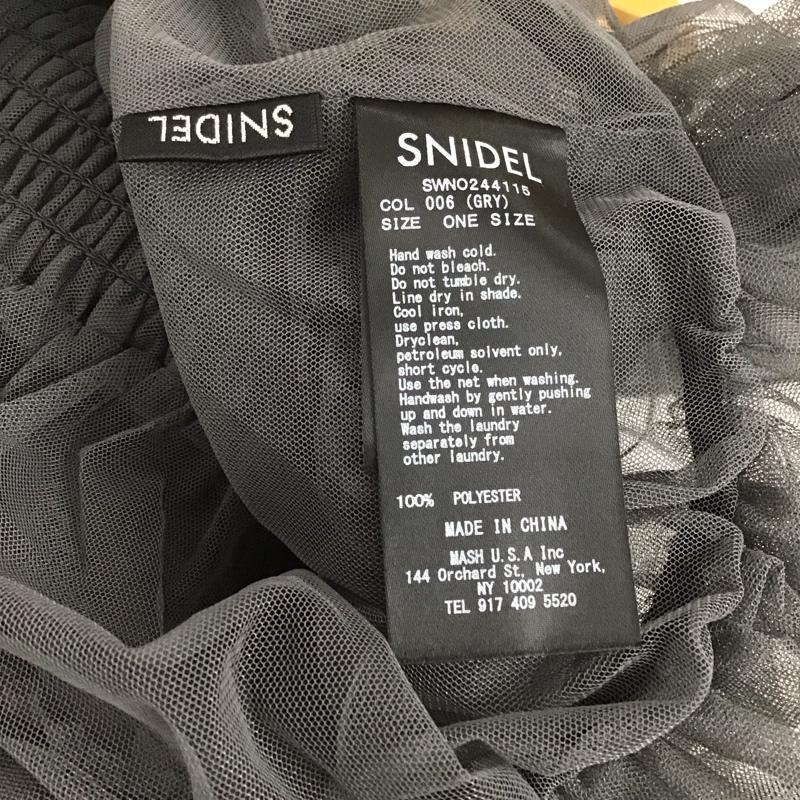 SNIDEL
SNIDEL
SWNO244115
COL 006 (GRY)
SIZE ONE SIZE
Hand wash cold.
Do not bleach.
Do not tumble dry.
Line dry in shade.
Cool iron,
use press cloth.
Dryclean,
petroleum solvent only,
short cycle.
Use the net when washing.
Handwash by gently pushing
up and down in water.
Wash the laundry
separately from
other laundry.
100% POLYESTER
MADE IN CHINA
MASH U.S.A Inc
144 Orchard St, New York,
NY 10002
TEL 917 409 5520